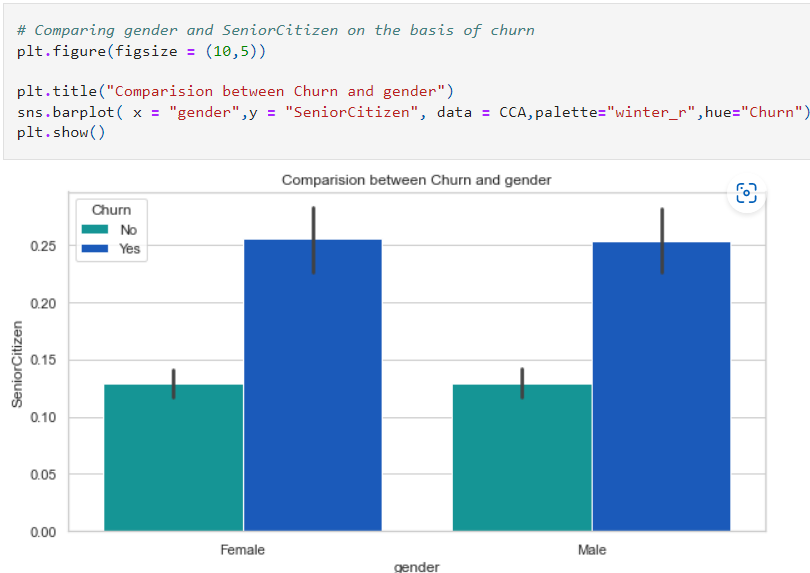 # Comparing gender and SeniorCitizen on the basis of churn
plt.figure(figsize = (10,5))
plt.title("Comparision between Churn and gender")
sns.barplot( x = "gender",y = "SeniorCitizen", data = CCA,palette="winter_r",hue="Churn")
plt.show()
Comparision between Churn and gender
Churn
No
Yes
0.25
0.20
0.15
0.10
0.05
0.00
SeniorCitizen
Female
Male
gender